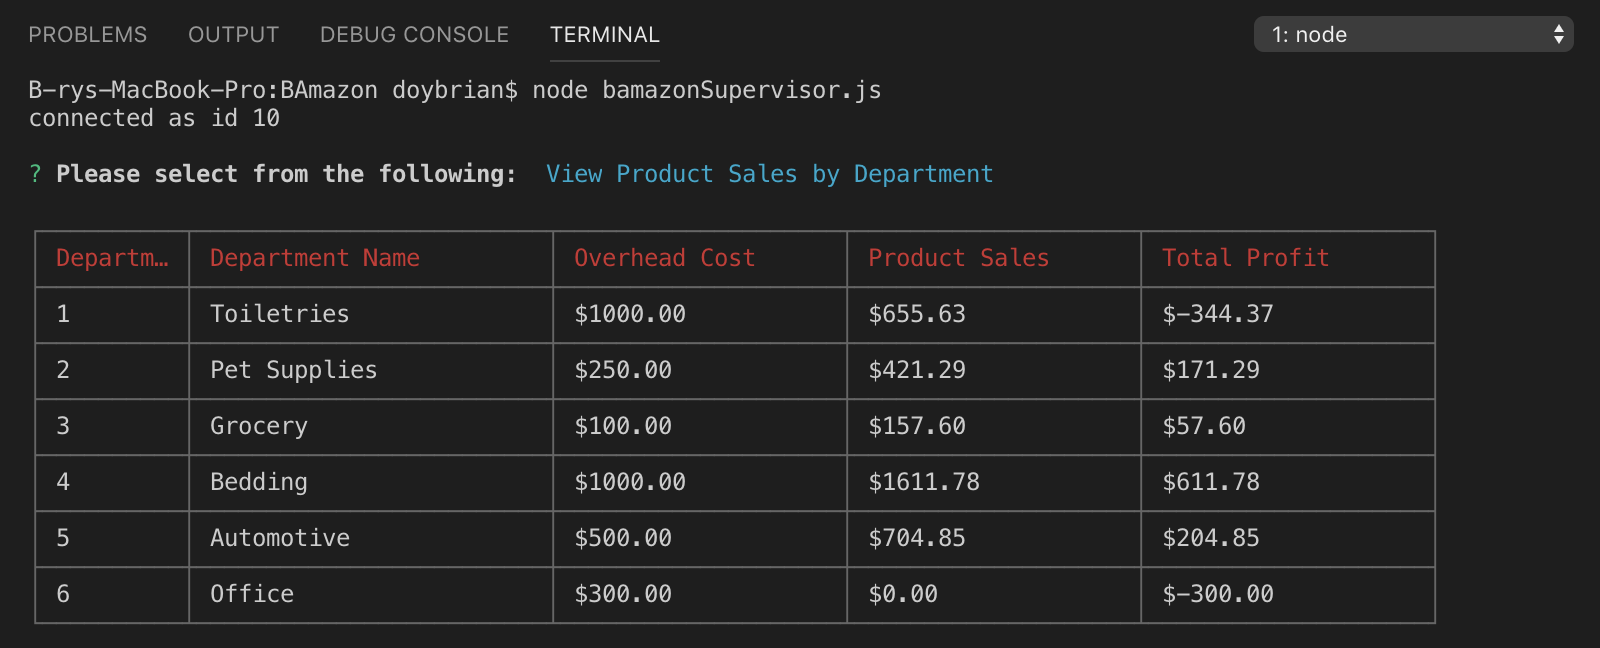 PROBLEMS OUTPUT DEBUG CONSOLE TERMINAL 1: node
B-rys-MacBook-Pro:BAmazon doybrian$ node bamazonSupervisor.js
connected as id 10
? Please select from the following: View Product Sales by Department
Departm… Department Name Overhead Cost Product Sales Total Profit
1 Toiletries $1000.00 $655.63 $-344.37
2 Pet Supplies $250.00 $421.29 $171.29
3 Grocery $100.00 $157.60 $57.60
4 Bedding $1000.00 $1611.78 $611.78
5 Automotive $500.00 $704.85 $204.85
6 Office $300.00 $0.00 $-300.00